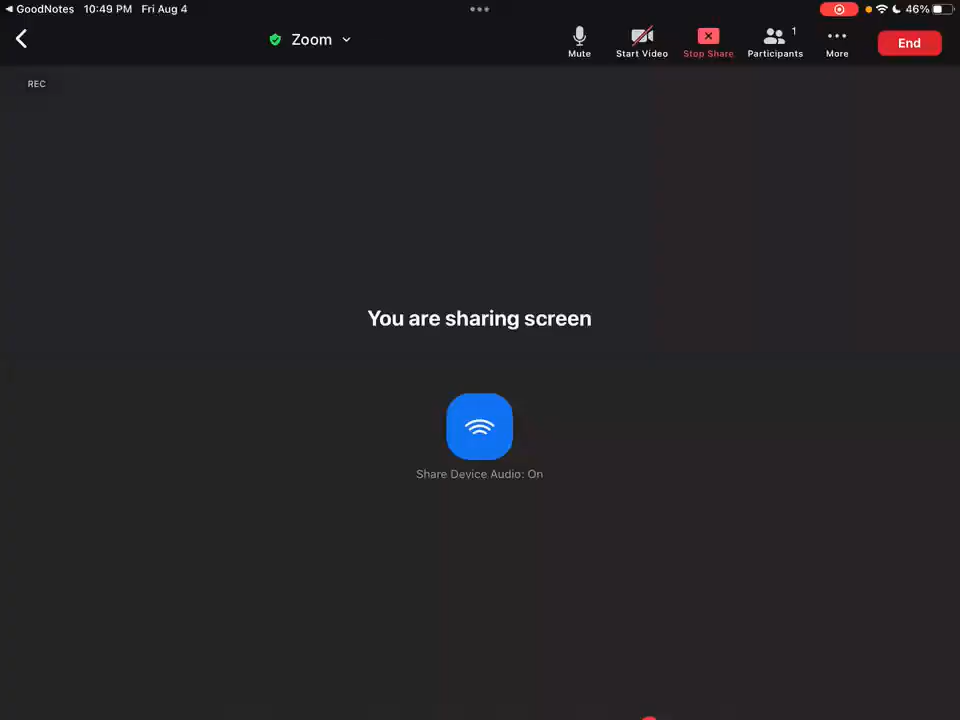 GoodNotes 10:49 PM Fri Aug 4 46%
Zoom
Mute Start Video Stop Share Participants 1 More End
REC
You are sharing screen
Share Device Audio: On